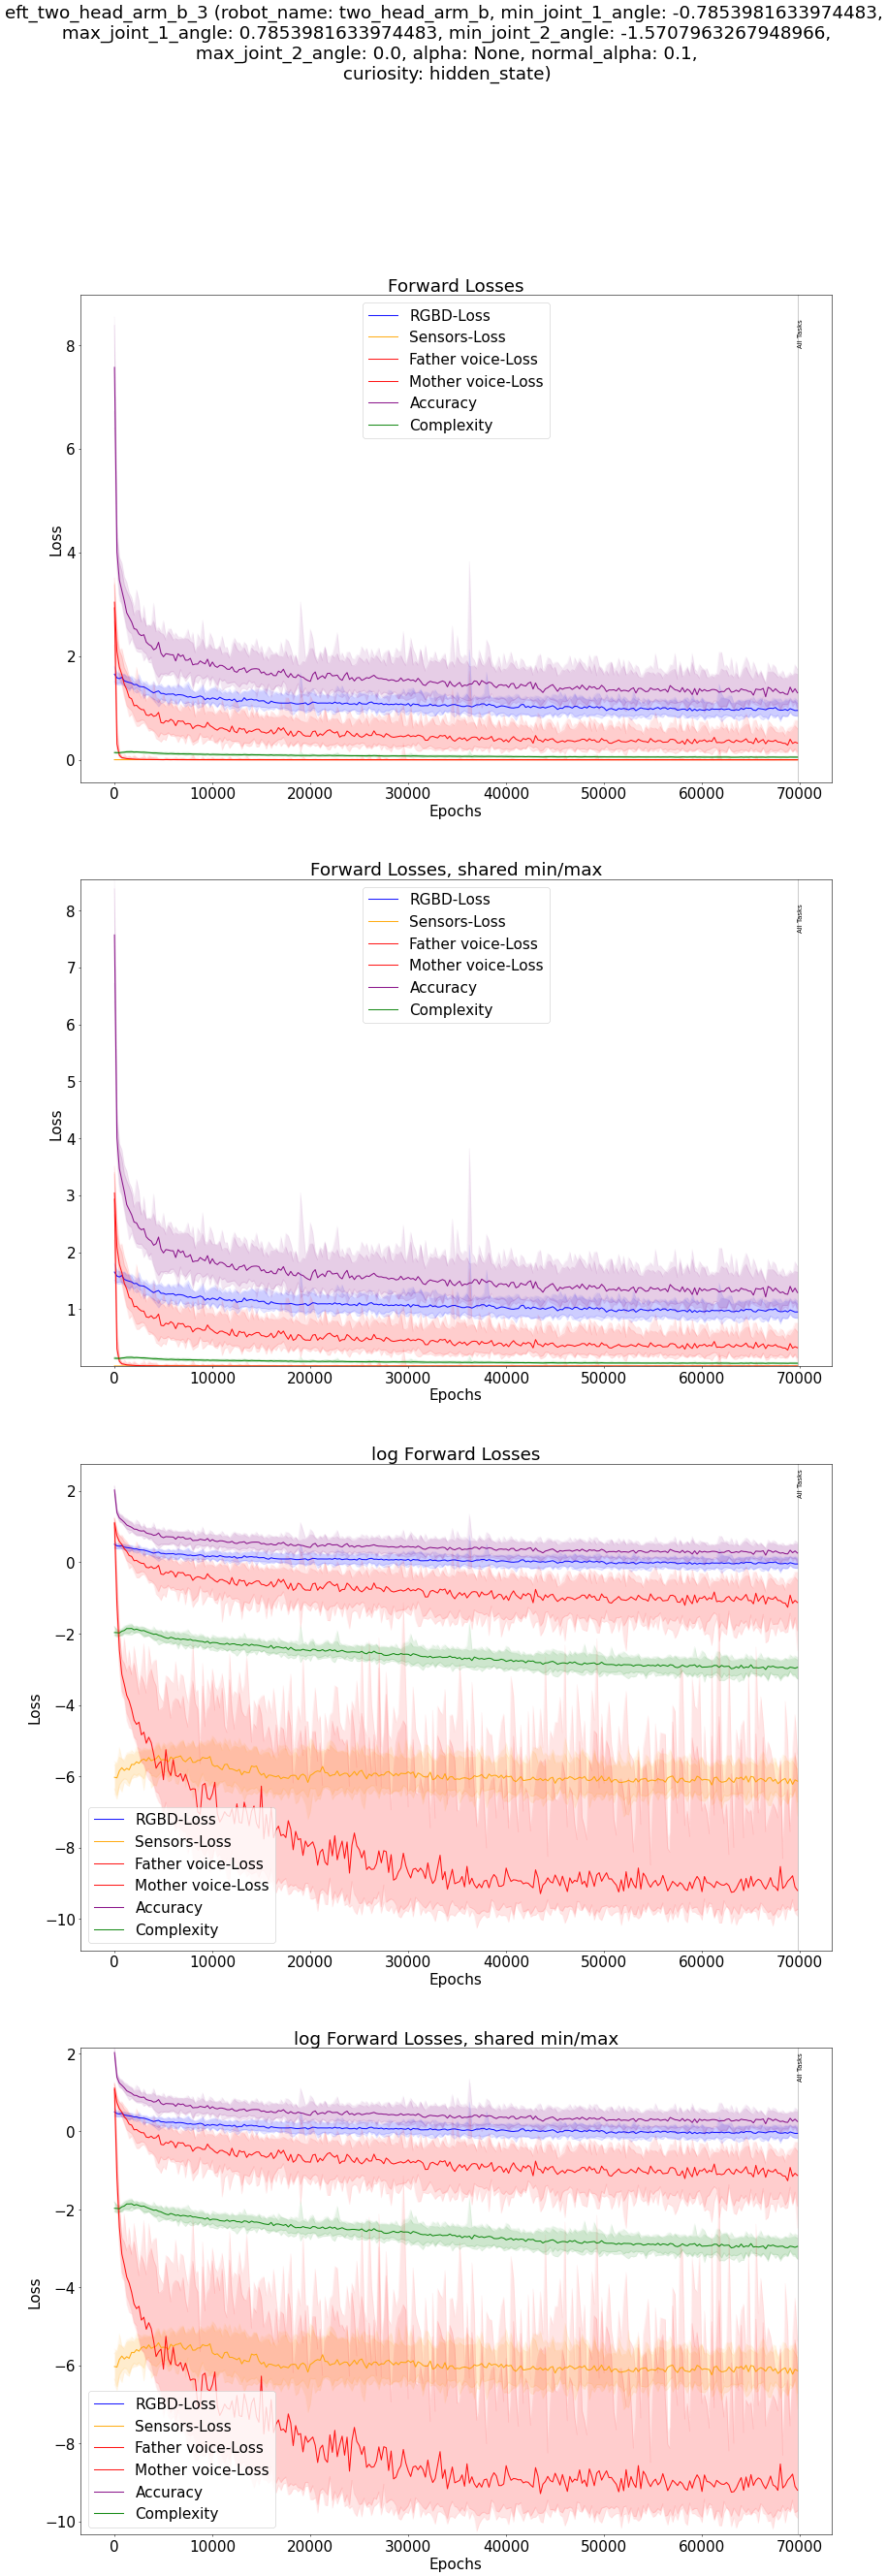 eft_two_head_arm_b_3 (robot_name: two_head_arm_b, min_joint_1_angle: -0.7853981633974483,
max_joint_1_angle: 0.7853981633974483, min_joint_2_angle: -1.5707963267948966,
max_joint_2_angle: 0.0, alpha: None, normal_alpha: 0.1,
curiosity: hidden_state)
Forward Losses
RGBD-Loss
Sensors-Loss
Father voice-Loss
Mother voice-Loss
Accuracy
Complexity
All Tasks
8
6
4
2
0
Loss
0 10000 20000 30000 40000 50000 60000 70000
Epochs
Forward Losses, shared min/max
RGBD-Loss
Sensors-Loss
Father voice-Loss
Mother voice-Loss
Accuracy
Complexity
All Tasks
8
7
6
5
4
3
2
1
Loss
0 10000 20000 30000 40000 50000 60000 70000
Epochs
log Forward Losses
All Tasks
2
0
−2
−4
−6
−8
−10
Loss
RGBD-Loss
Sensors-Loss
Father voice-Loss
Mother voice-Loss
Accuracy
Complexity
0 10000 20000 30000 40000 50000 60000 70000
Epochs
log Forward Losses, shared min/max
All Tasks
2
0
−2
−4
−6
−8
−10
Loss
RGBD-Loss
Sensors-Loss
Father voice-Loss
Mother voice-Loss
Accuracy
Complexity
0 10000 20000 30000 40000 50000 60000 70000
Epochs